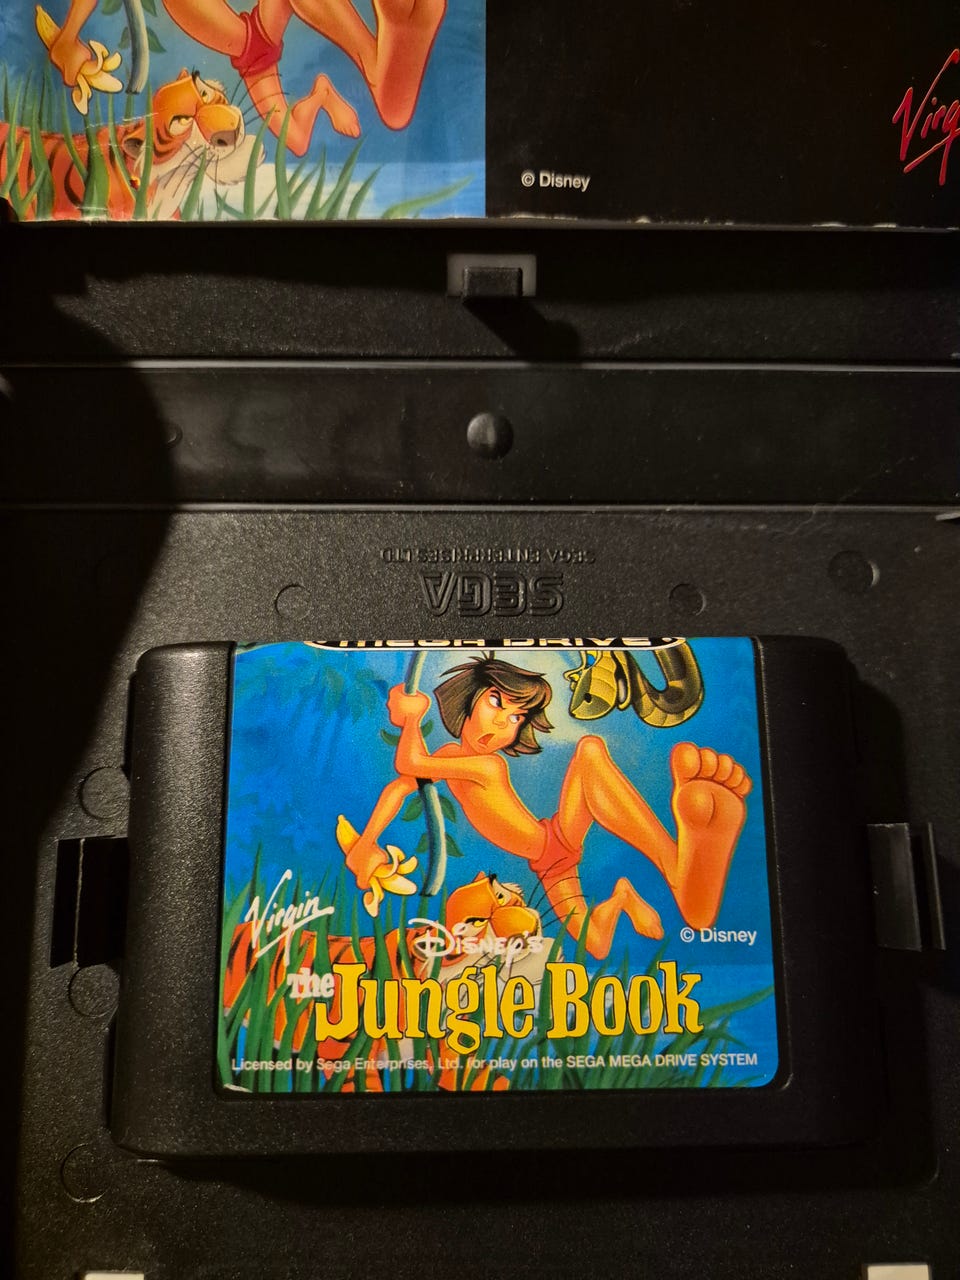 © Disney
Virg
SEGA ENTERPRISES LTD.
SEGA
MEGA DRIVE
Virgin
© Disney
Disney's
The Jungle Book
Licensed by Sega Enterprises, Ltd. for play on the SEGA MEGA DRIVE SYSTEM